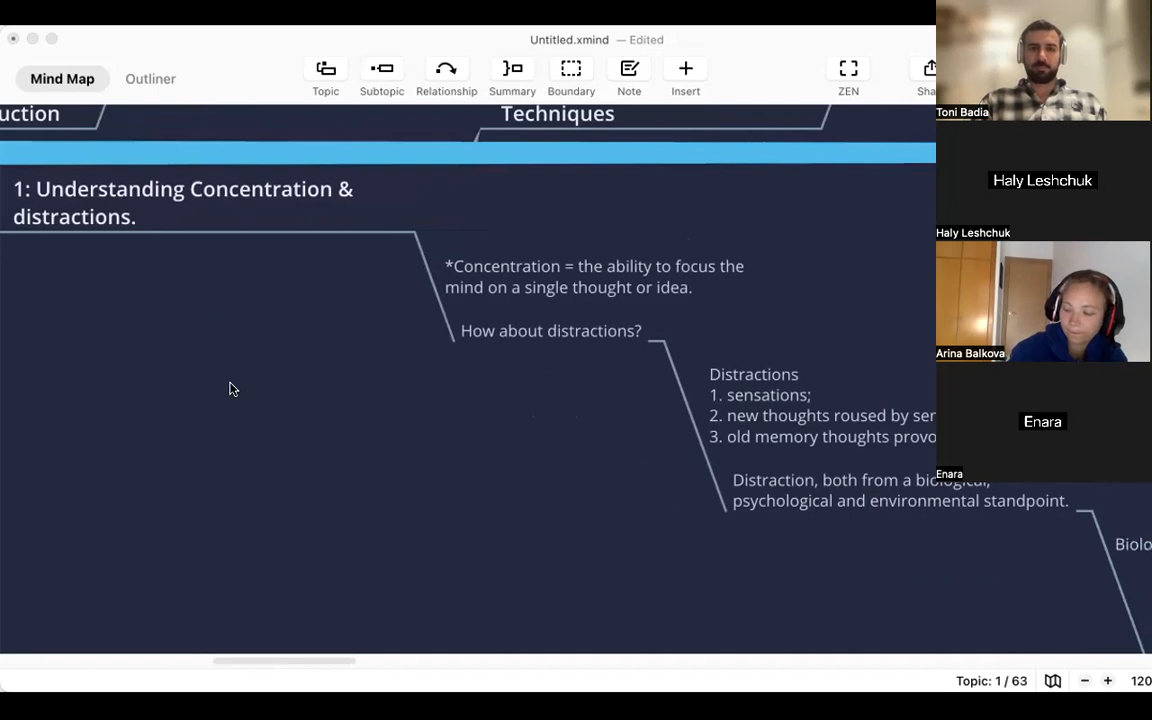 Untitled.xmind — Edited
Mind Map
Outliner
Topic
Subtopic
Relationship
Summary
Boundary
Note
Insert
ZEN
Sha
uction
Techniques
1: Understanding Concentration &
distractions.
*Concentration = the ability to focus the
mind on a single thought or idea.
How about distractions?
Distractions
1. sensations;
2. new thoughts roused by sen
3. old memory thoughts provo
Distraction, both from a biological,
psychological and environmental standpoint.
Biolo
Topic: 1 / 63
120
Toni Badia
Haly Leshchuk
Haly Leshchuk
Arina Balkova
Enara
Enara